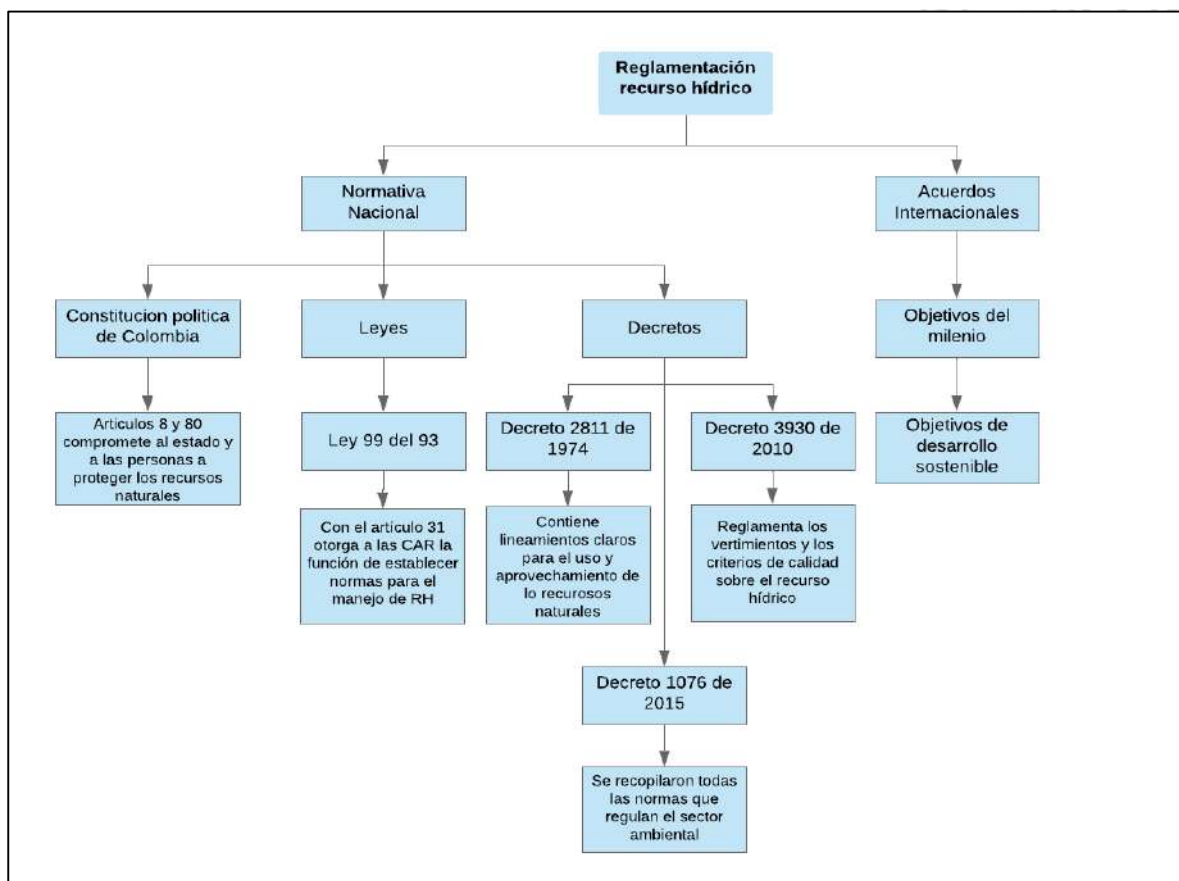 Reglamentación
recurso hídrico
Normativa
Nacional
Acuerdos
Internacionales
Constitucion politica
de Colombia
Leyes
Decretos
Objetivos del
milenio
Articulos 8 y 80
compromete al estado y
a las personas a
proteger los recursos
naturales
Ley 99 del 93
Decreto 2811 de
1974
Decreto 3930 de
2010
Objetivos de
desarrollo
sostenible
Con el artículo 31
otorga a las CAR la
función de establecer
normas para el
manejo de RH
Contiene
lineamientos claros
para el uso y
aprovechamiento de
lo recurosos
naturales
Reglamenta los
vertimientos y los
criterios de calidad
sobre el recurso
hídrico
Decreto 1076 de
2015
Se recopilaron todas
las normas que
regulan el sector
ambiental